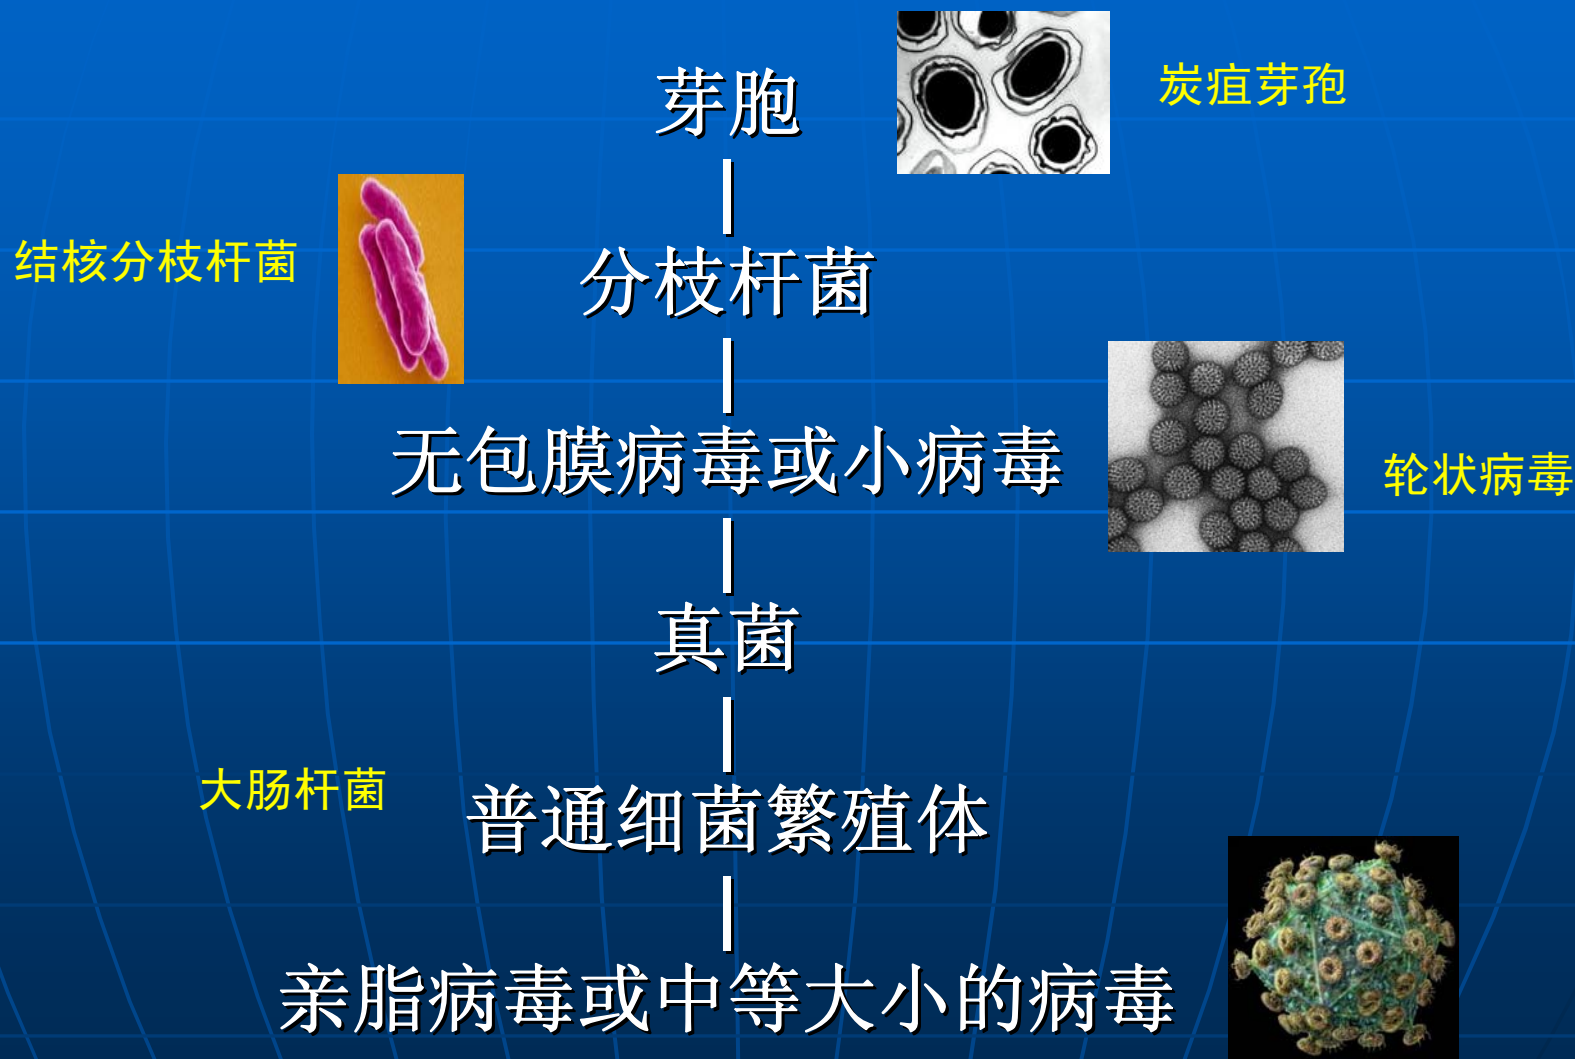 芽胞
炭疽芽孢
结核分枝杆菌
分枝杆菌
无包膜病毒或小病毒
轮状病毒
真菌
大肠杆菌
普通细菌繁殖体
亲脂病毒或中等大小的病毒